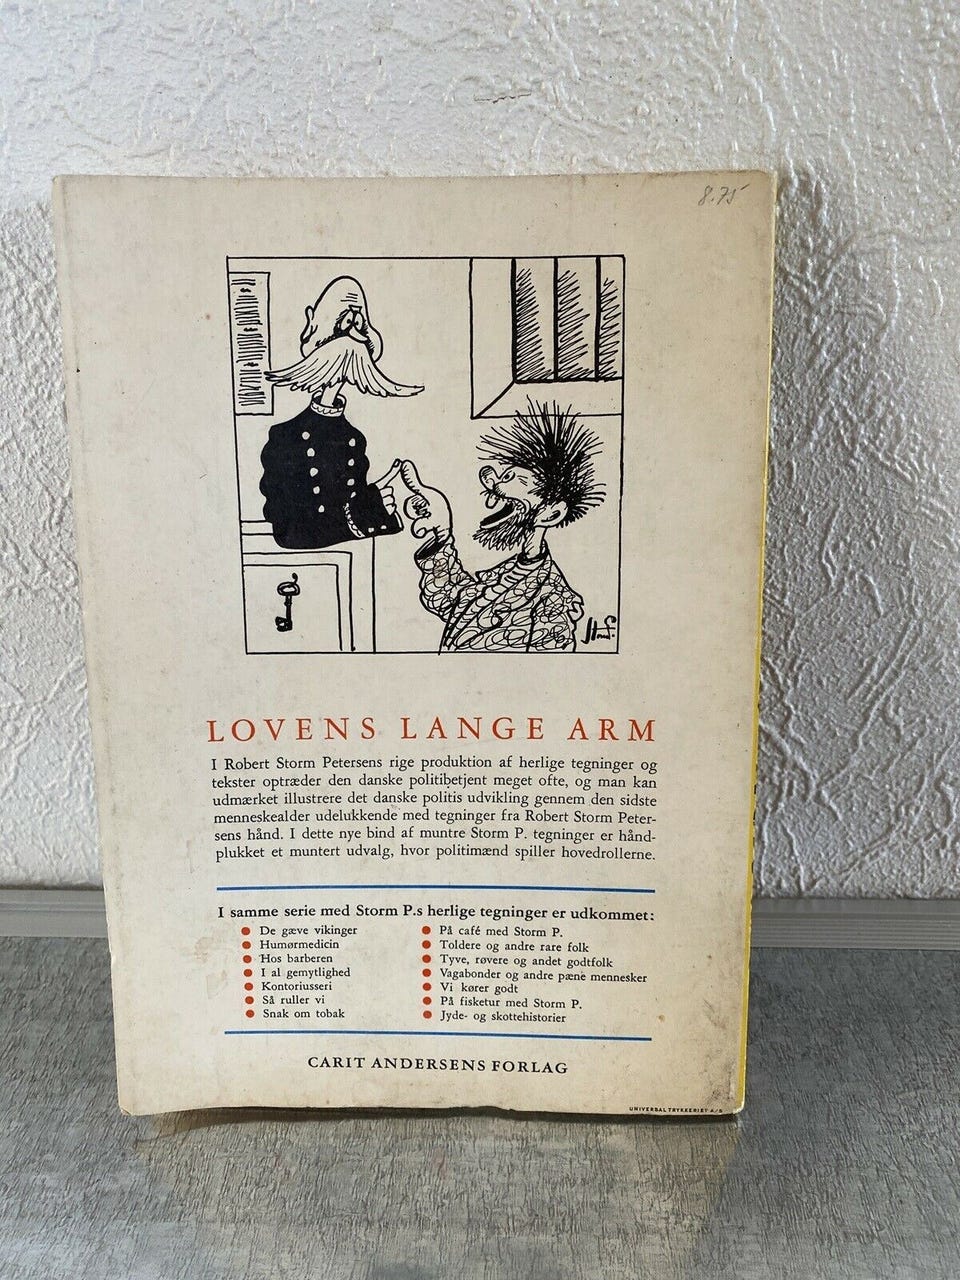 8.75
Storm P.
LOVENS LANGE ARM
I Robert Storm Petersens rige produktion af herlige tegninger og
tekster optræder den danske politibetjent meget ofte, og man kan
udmærket illustrere det danske politis udvikling gennem den sidste
menneskealder udelukkende med tegninger fra Robert Storm Peter-
sens hånd. I dette nye bind af muntre Storm P. tegninger er hånd-
plukket et muntert udvalg, hvor politimænd spiller hovedrollerne.
I samme serie med Storm P.s herlige tegninger er udkommet:
De gæve vikinger
Humørmedicin
Hos barberen
I al gemytlighed
Kontoriusseri
Så ruller vi
Snak om tobak
På café med Storm P.
Toldere og andre rare folk
Tyve, røvere og andet godtfolk
Vagabonder og andre pæne mennesker
Vi kører godt
På fisketur med Storm P.
Jyde- og skottehistorier
CARIT ANDERSENS FORLAG
UNIVERSAL TRYKKERIET A/S